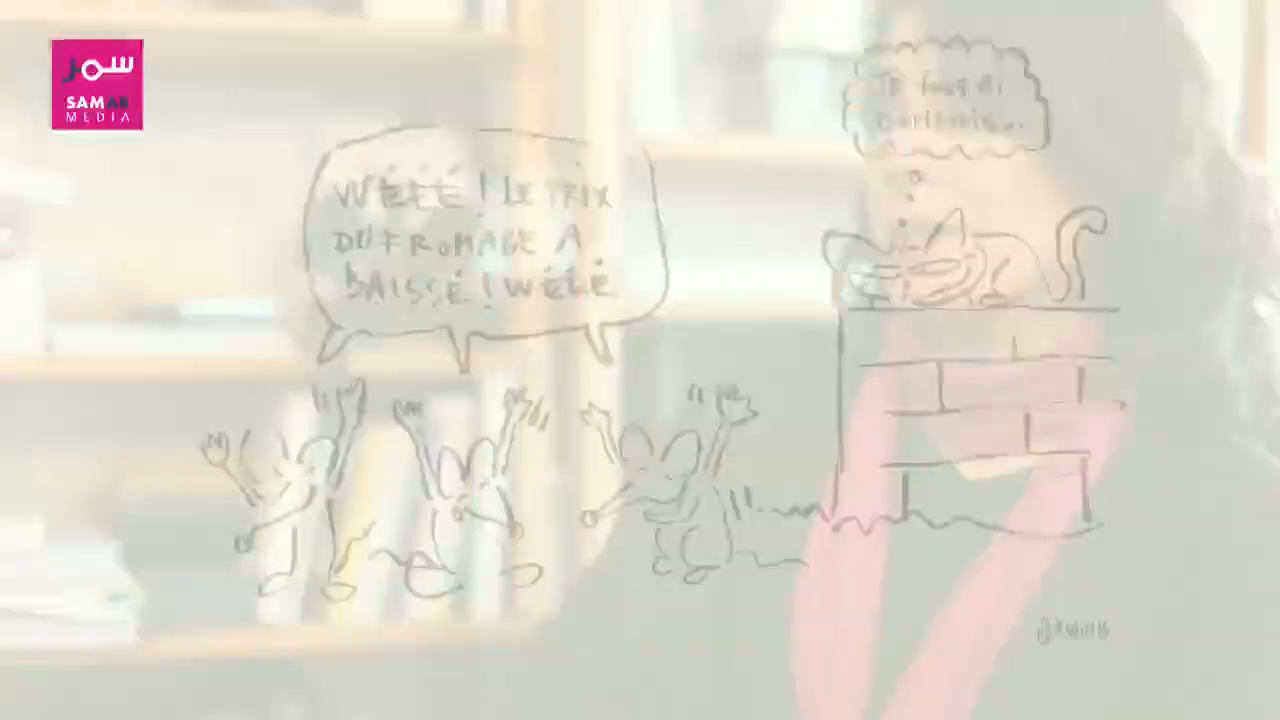 سمر
SAMAR
MEDIA
WÉÉÉ ! LE PRIX
DU FROMAGE A
BAISSÉ ! WÉÉÉ